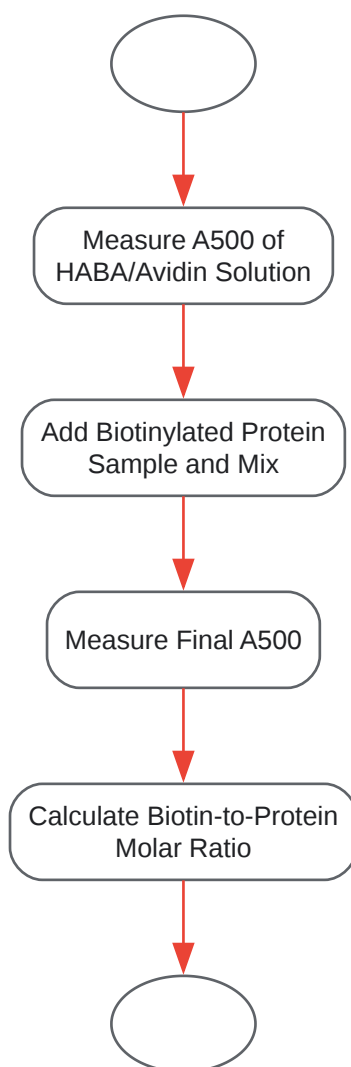 Measure A500 of
HABA/Avidin Solution
Add Biotinylated Protein
Sample and Mix
Measure Final A500
Calculate Biotin-to-Protein
Molar Ratio